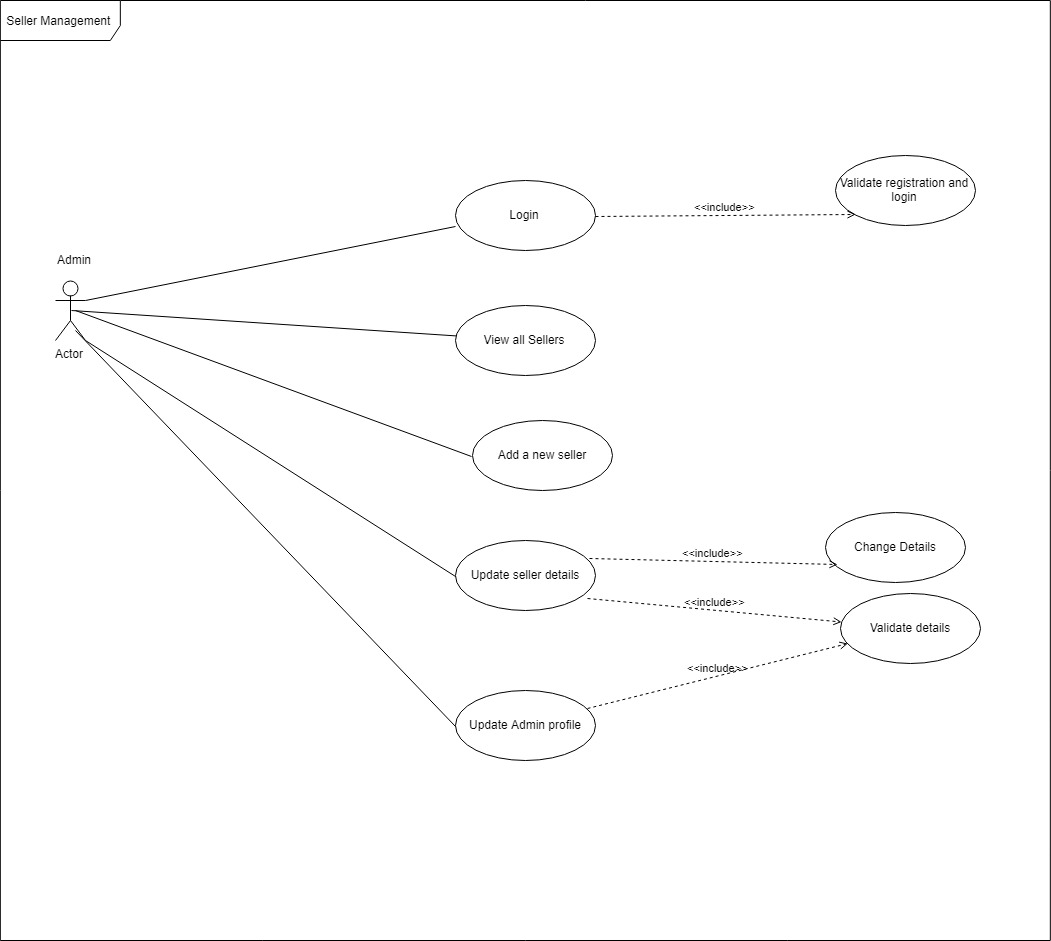 Seller Management
Validate registration and
login
<<include>>
Login
Admin
View all Sellers
Actor
Add a new seller
Change Details
<<include>>
Update seller details
<<include>>
Validate details
<<include>>
Update Admin profile